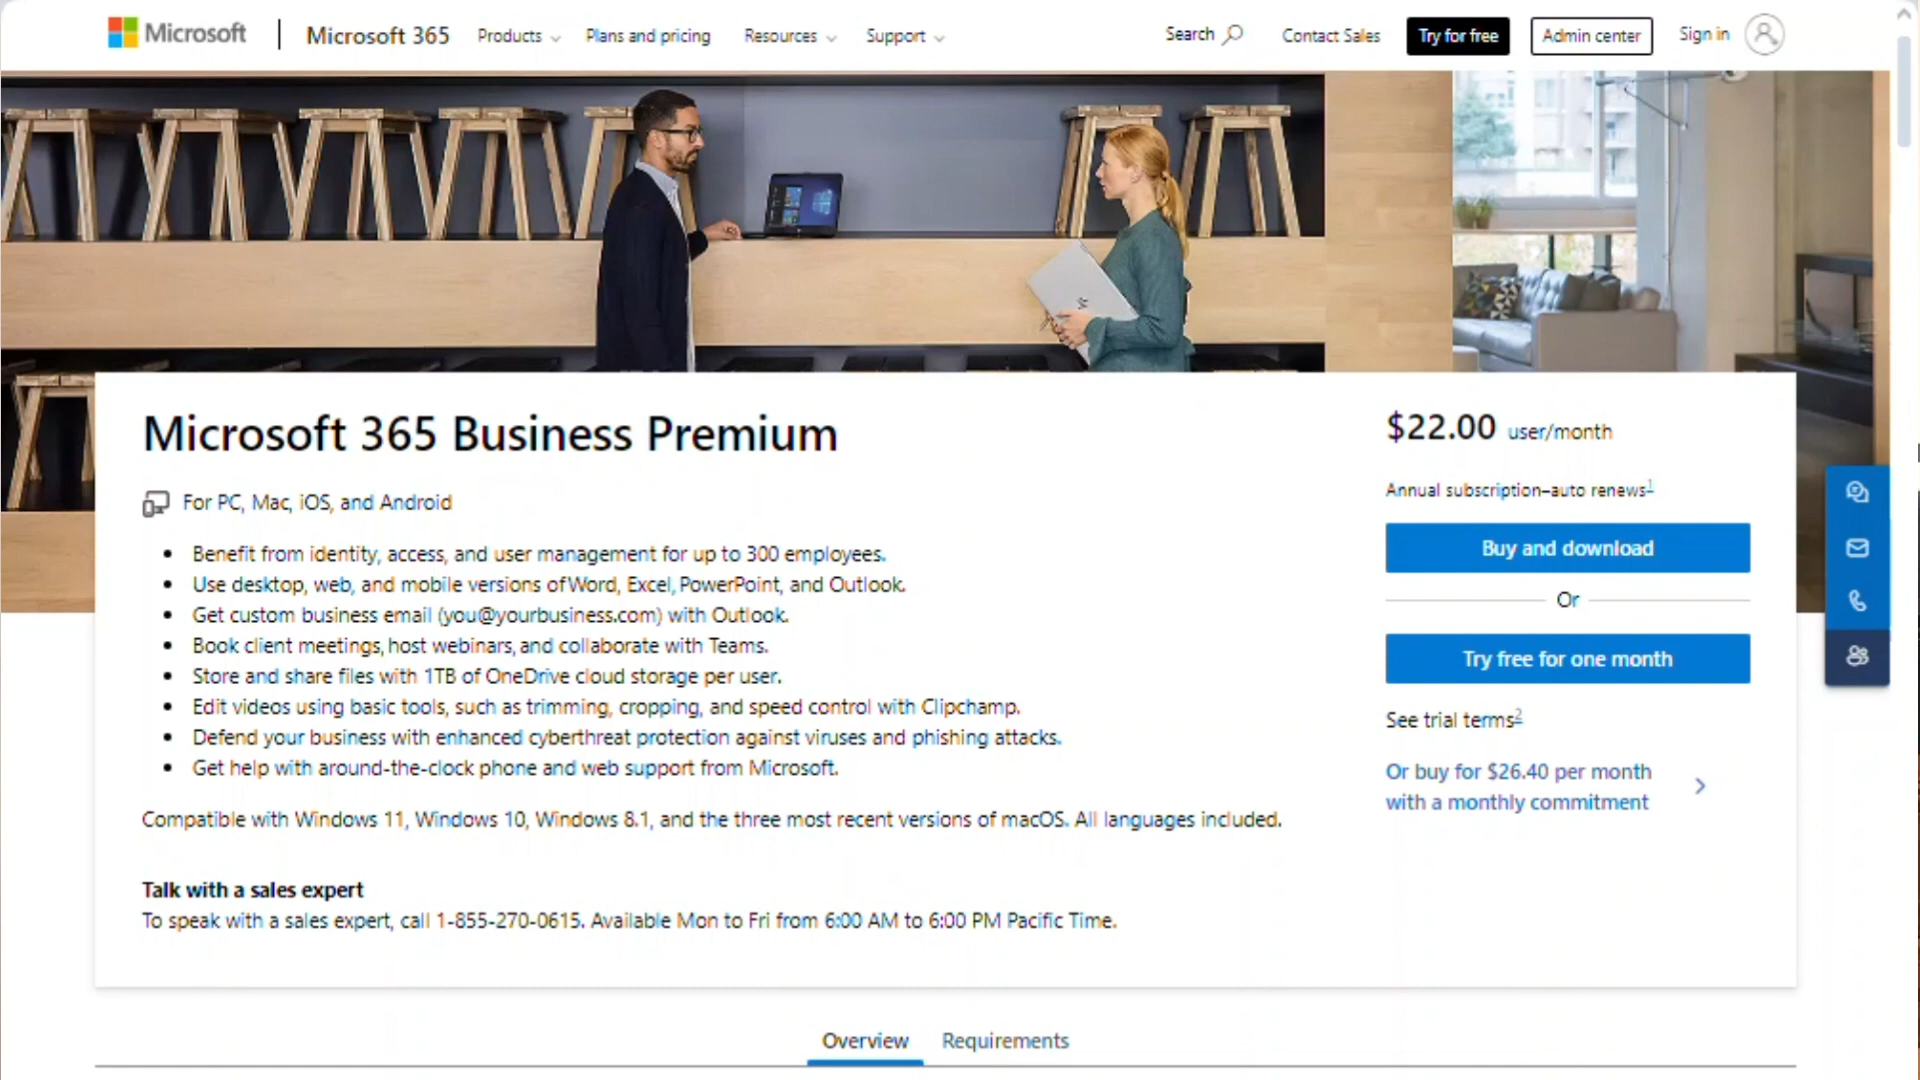 Microsoft | Microsoft 365 Products Plans and pricing Resources Support Search Contact Sales Try for free Admin center Sign in
Microsoft 365 Business Premium
For PC, Mac, iOS, and Android
• Benefit from identity, access, and user management for up to 300 employees.
• Use desktop, web, and mobile versions of Word, Excel, PowerPoint, and Outlook.
• Get custom business email (you@yourbusiness.com) with Outlook.
• Book client meetings, host webinars, and collaborate with Teams.
• Store and share files with 1TB of OneDrive cloud storage per user.
• Edit videos using basic tools, such as trimming, cropping, and speed control with Clipchamp.
• Defend your business with enhanced cyberthreat protection against viruses and phishing attacks.
• Get help with around-the-clock phone and web support from Microsoft.
Compatible with Windows 11, Windows 10, Windows 8.1, and the three most recent versions of macOS. All languages included.
Talk with a sales expert
To speak with a sales expert, call 1-855-270-0615. Available Mon to Fri from 6:00 AM to 6:00 PM Pacific Time.
$22.00 user/month
Annual subscription–auto renews1
Buy and download
Or
Try free for one month
See trial terms2
Or buy for $26.40 per month
with a monthly commitment
Overview Requirements